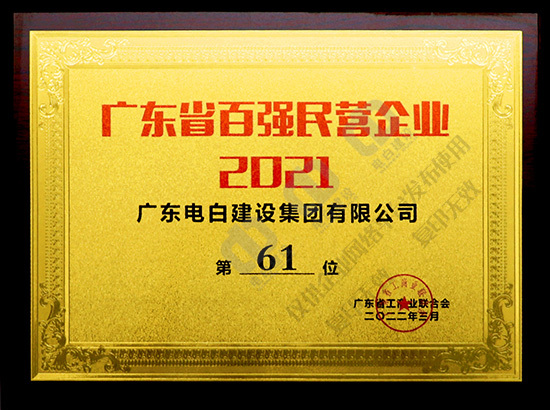 广东省百强民营企业
2021
广东电白建设集团有限公司
第 61 位
广东省工商业联合会
二〇二二年三月